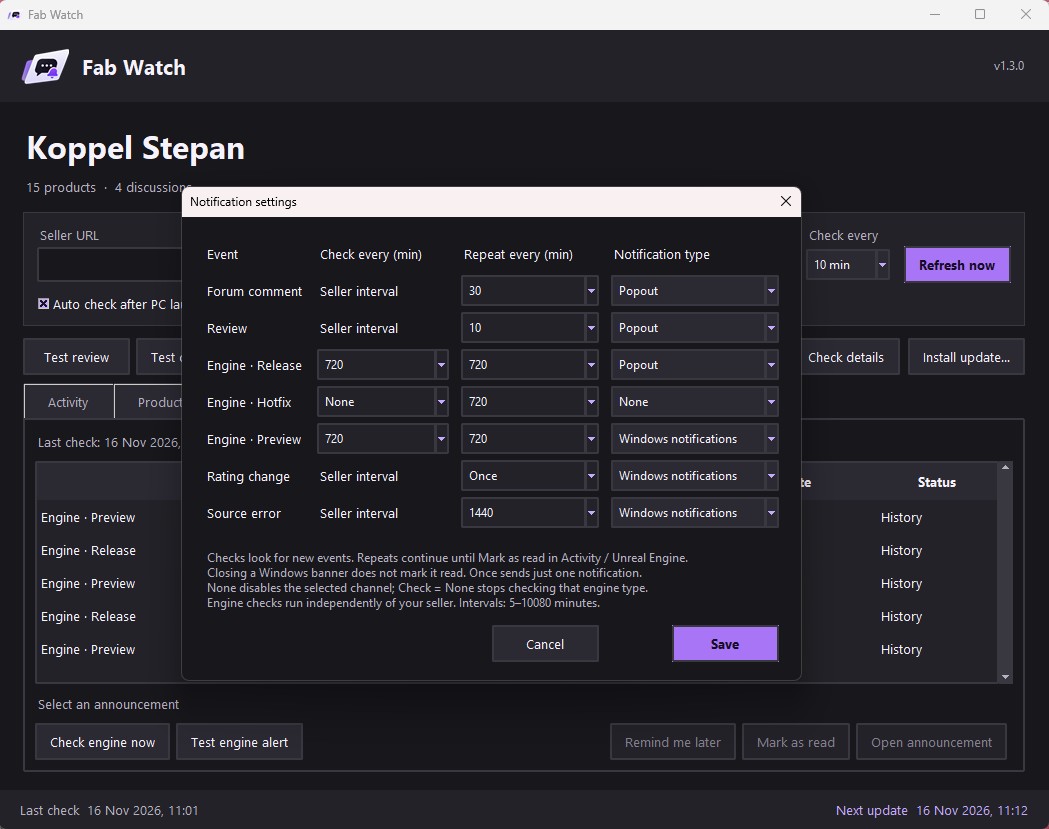 Fab Watch
Fab Watch
v1.3.0
Koppel Stepan
15 products · 4 discussions
Notification settings
Seller URL
Check every
10 min
Refresh now
Auto check after PC
Test review
Test
Check details
Install update...
Activity
Product
Last check: 16 Nov 2026,
Event Check every (min) Repeat every (min) Notification type
Forum comment Seller interval 30 Popout
Review Seller interval 10 Popout
Engine · Release 720 720 Popout
Engine · Hotfix None 720 None
Engine · Preview 720 720 Windows notifications
Rating change Seller interval Once Windows notifications
Source error Seller interval 1440 Windows notifications
Checks look for new events. Repeats continue until Mark as read in Activity / Unreal Engine.
Closing a Windows banner does not mark it read. Once sends just one notification.
None disables the selected channel; Check = None stops checking that engine type.
Engine checks run independently of your seller. Intervals: 5–10080 minutes.
Cancel Save
Status
Engine · Preview History
Engine · Release History
Engine · Preview History
Engine · Release History
Engine · Preview History
Select an announcement
Check engine now Test engine alert Remind me later Mark as read Open announcement
Last check 16 Nov 2026, 11:01 Next update 16 Nov 2026, 11:12